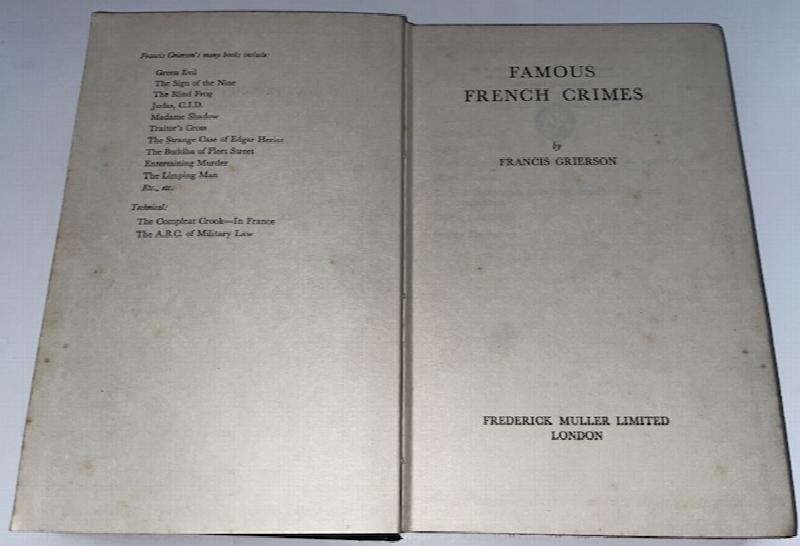 Francis Grierson's many books include:
Green Evil
The Sign of the Nine
The Blind Frog
Judas, C.I.D.
Madame Shadow
Traitor's Cross
The Strange Case of Edgar Heriot
The Buddha of Fleet Street
Entertaining Murder
The Limping Man
Etc., etc.
Technical:
The Compleat Crook—In France
The A.B.C. of Military Law
FAMOUS
FRENCH CRIMES
by
FRANCIS GRIERSON
FREDERICK MULLER LIMITED
LONDON